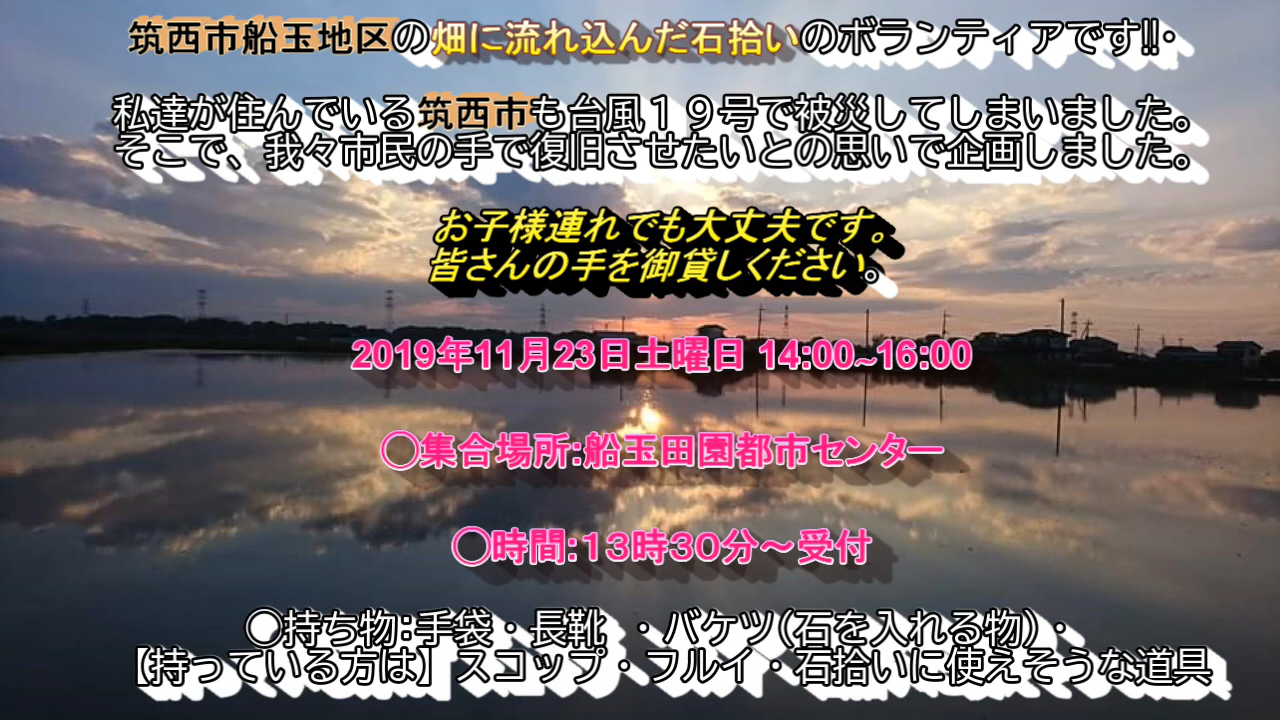 筑西市船玉地区の畑に流れ込んだ石拾いのボランティアです!!･
私達が住んでいる筑西市も台風１９号で被災してしまいました。
そこで、我々市民の手で復旧させたいとの思いで企画しました。
お子様連れでも大丈夫です。
皆さんの手を御貸しください。
2019年11月23日土曜日 14:00~16:00
◯集合場所:船玉田園都市センター
◯時間:１３時３０分～受付
◯持ち物:手袋・長靴　・バケツ(石を入れる物)･
【持っている方は】スコップ・フルイ・石拾いに使えそうな道具